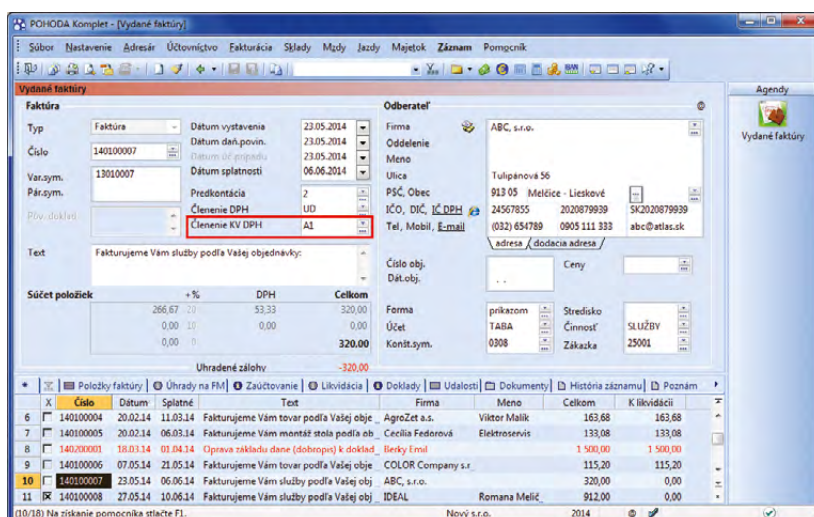 POHODA Komplet - [Vydané faktúry]
Súbor Nastavenie Adresár Účtovníctvo Fakturácia Sklady Mzdy Jazdy Majetok Záznam Pomocník
Vydané faktúry
Agendy
Vydané faktúry
Faktúra
Typ Faktúra
Číslo 140100007
Var.sym. 13010007
Pár.sym.
Pôv. doklad
Dátum vystavenia 23.05.2014
Dátum daň.povin. 23.05.2014
Dátum úč.prípadu 23.05.2014
Dátum splatnosti 06.06.2014
Predkontácia 2
Členenie DPH UD
Členenie KV DPH A1
Text Fakturujeme Vám služby podľa Vašej objednávky:
Súčet položiek +% DPH Celkom
266,67 20 53,33 320,00
0,00 10 0,00 0,00
0,00 0 320.00
Uhradené zálohy -320,00
Odberateľ
Firma ABC, s.r.o.
Oddelenie
Meno
Ulica Tulipánová 56
PSČ, Obec 913 05 Melčice - Lieskové
IČO, DIČ, IČ DPH 24567855 2020879939 SK2020879939
Tel, Mobil, E-mail (032) 654789 0905 111 333 abc@atlas.sk
adresa dodacia adresa
Číslo obj. Ceny
Dát.obj. . .
Forma príkazom Stredisko
Účet TABA Činnosť SLUŽBY
Konšt.sym. 0308 Zákazka 25001
Položky faktúry Úhrady na FM Zaúčtovanie Likvidácia Doklady Udalosti Dokumenty História záznamu Poznám
X Číslo Dátum Splatné Text Firma Meno Celkom K likvidácii
6 140100004 20.02.14 11.03.14 Fakturujeme Vám tovar podľa Vašej obje AgroZet a.s. Viktor Malík 163,68 163,68
7 140100005 20.02.14 06.03.14 Fakturujeme Vám montáž stola podľa ob Cecília Fedorová Elektroservis 133,08 133,08
8 140200001 18.03.14 01.04.14 Oprava základu dane (dobropis) k doklad Berky Emil 1 500,00 1 500,00
9 140100006 07.05.14 21.05.14 Fakturujeme Vám tovar podľa Vašej obje COLOR Company s.r 115,20 115,20
10 140100007 23.05.14 06.06.14 Fakturujeme Vám služby podľa Vašej obj ABC, s.r.o. 320,00 0,00
11 140100008 27.05.14 10.06.14 Fakturujeme Vám služby podľa Vašej obj IDEAL Romana Melič 912,00 0,00
(10/18) Na získanie pomocníka stlačte F1. Nový s.r.o. 2014